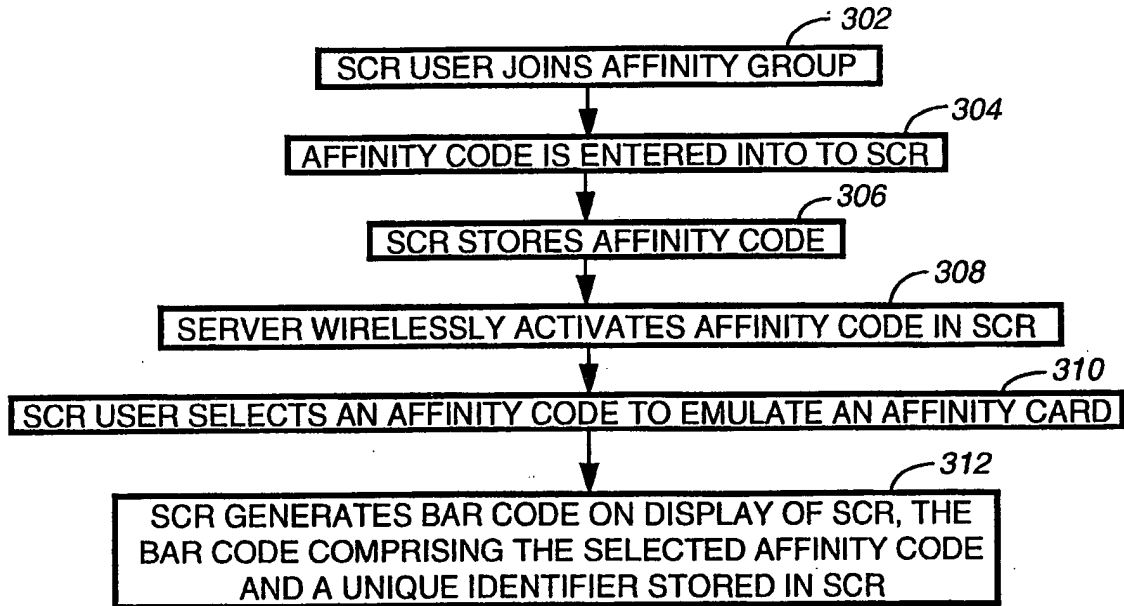 302
SCR USER JOINS AFFINITY GROUP
304
AFFINITY CODE IS ENTERED INTO TO SCR
306
SCR STORES AFFINITY CODE
308
SERVER WIRELESSLY ACTIVATES AFFINITY CODE IN SCR
310
SCR USER SELECTS AN AFFINITY CODE TO EMULATE AN AFFINITY CARD
312
SCR GENERATES BAR CODE ON DISPLAY OF SCR, THE
BAR CODE COMPRISING THE SELECTED AFFINITY CODE
AND A UNIQUE IDENTIFIER STORED IN SCR